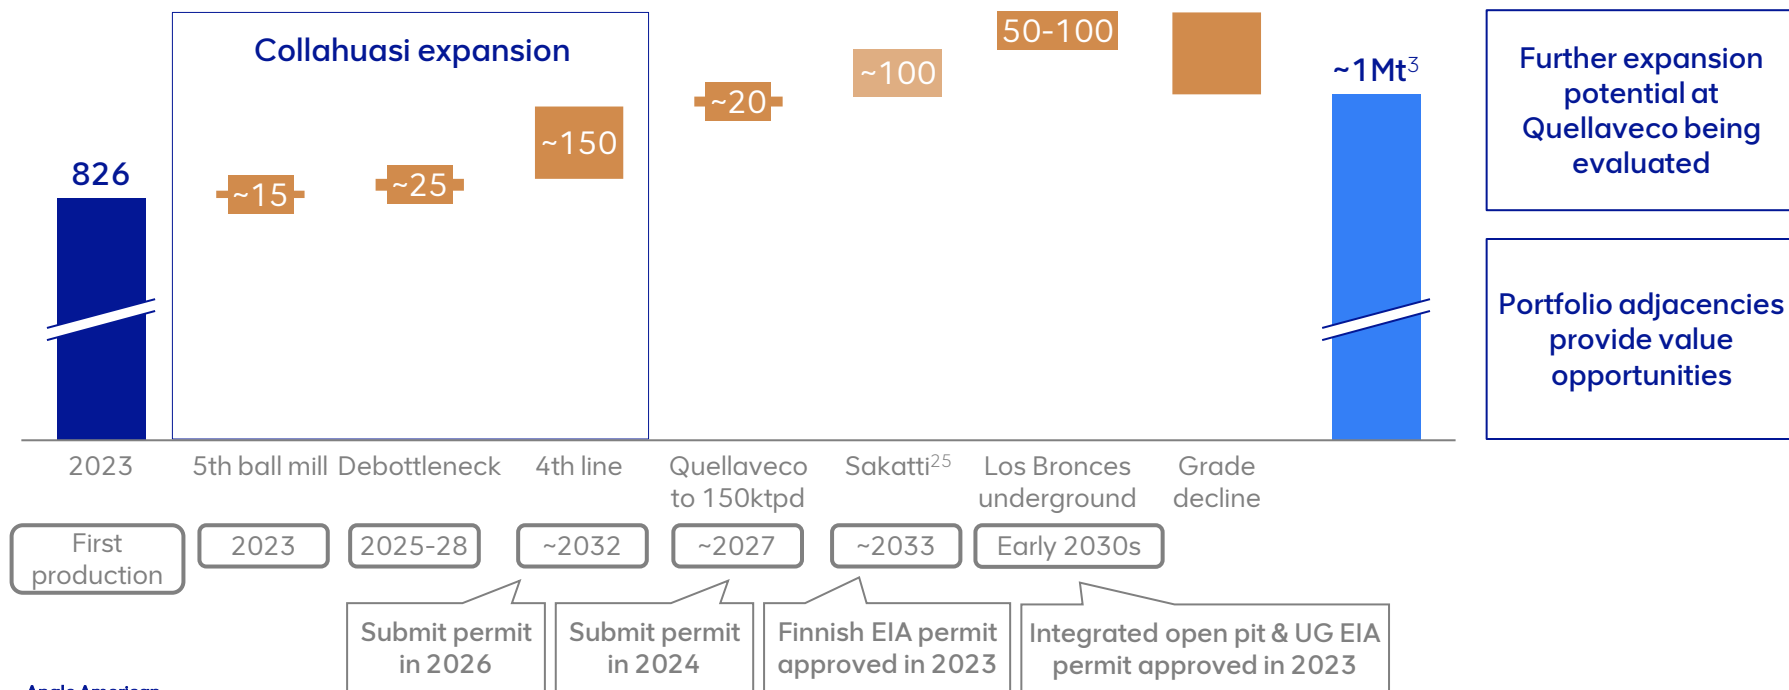 Collahuasi expansion
826
~15
~25
~150
~20
~100
50-100
~1Mt³
Further expansion
potential at
Quellaveco being
evaluated
Portfolio adjacencies
provide value
opportunities
2023
5th ball mill
Debottleneck
4th line
Quellaveco
to 150ktpd
Sakatti²⁵
Los Bronces
underground
Grade
decline
First
production
2023
2025-28
~2032
~2027
~2033
Early 2030s
Submit permit
in 2026
Submit permit
in 2024
Finnish EIA permit
approved in 2023
Integrated open pit & UG EIA
permit approved in 2023
Anglo American